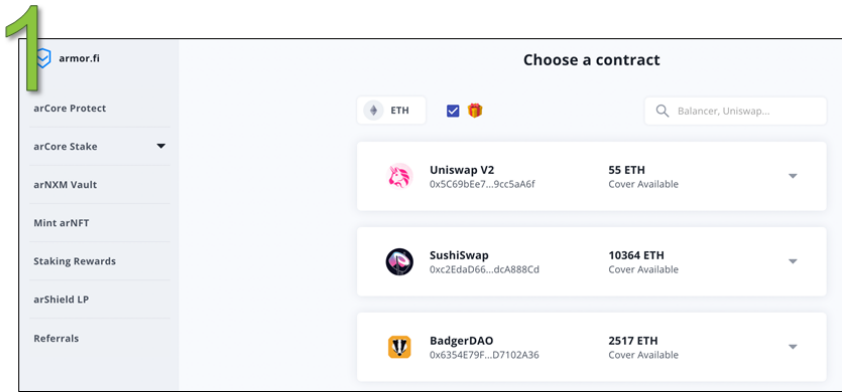 1
armor.fi
arCore Protect
arCore Stake
arNXM Vault
Mint arNFT
Staking Rewards
arShield LP
Referrals
Choose a contract
ETH
Balancer, Uniswap...
Uniswap V2
0x5C69bEe7...9cc5aA6f
55 ETH
Cover Available
SushiSwap
0xc2EdaD66...dcA888Cd
10364 ETH
Cover Available
BadgerDAO
0x6354E79F...D7102A36
2517 ETH
Cover Available